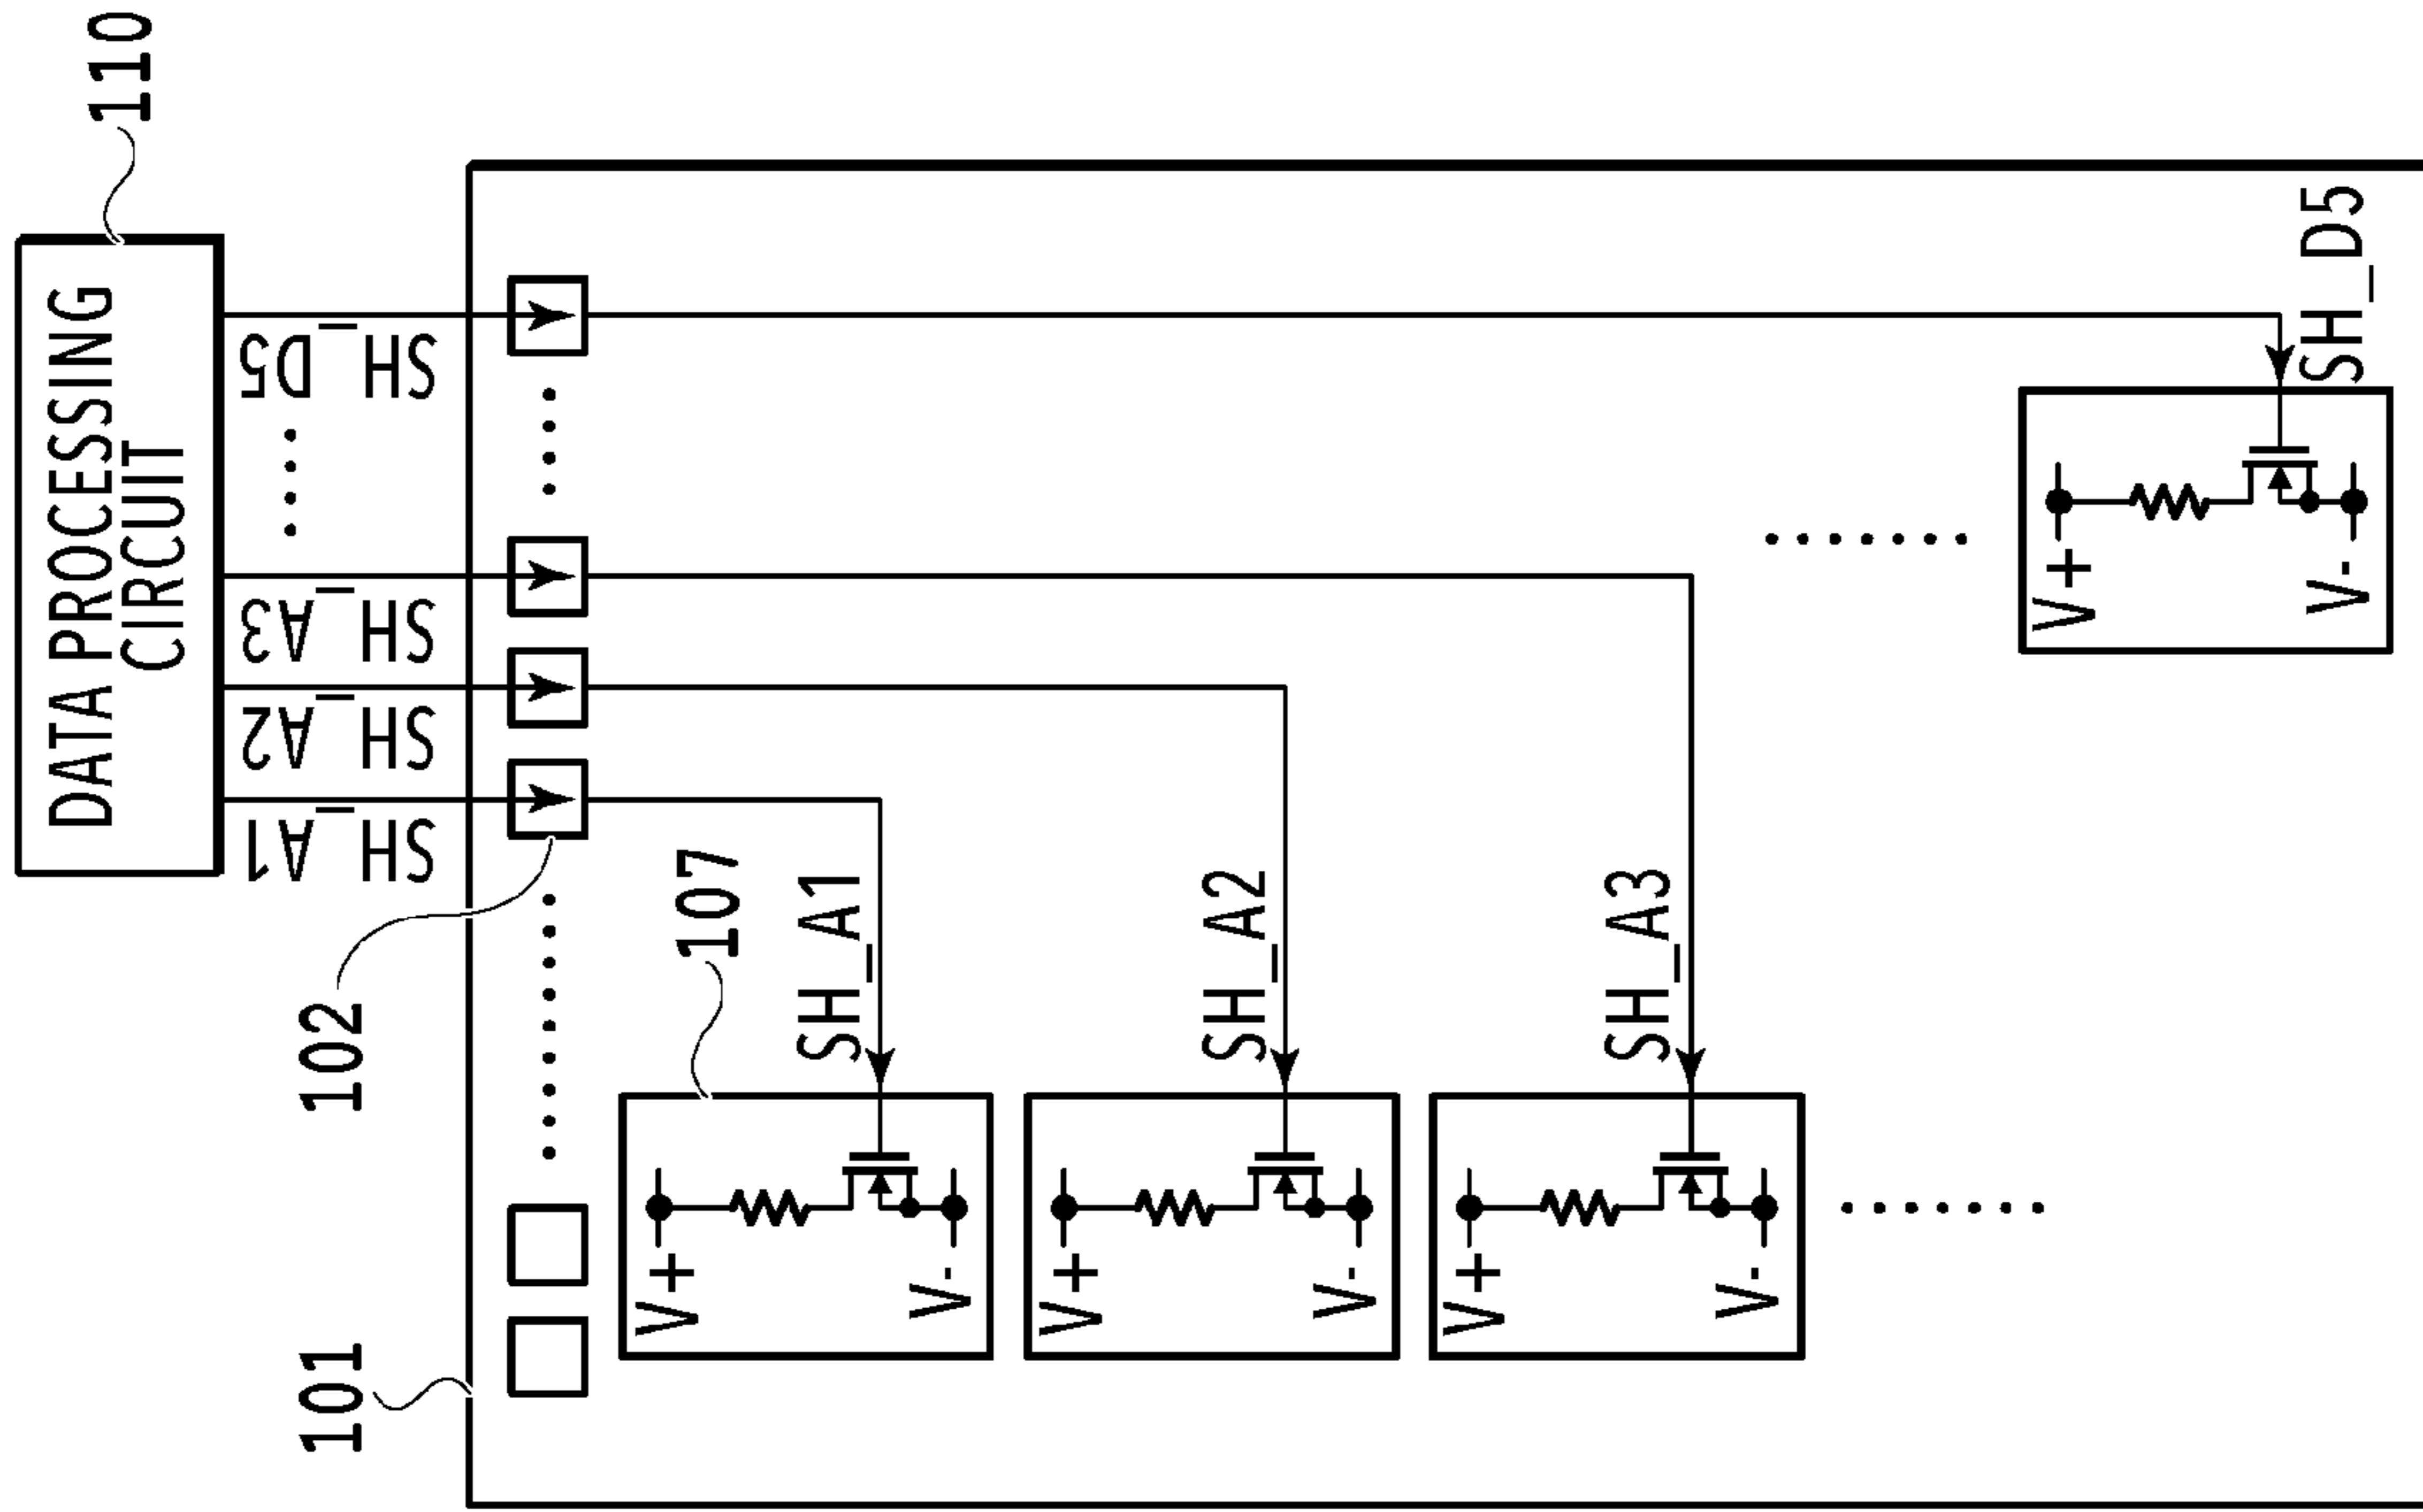 110
DATA PROCESSING
CIRCUIT
SH_A1
SH_A2
SH_A3
SH_D5
101
102
107
SH_A1
V+
V-
SH_A2
V+
V-
SH_A3
V+
V-
SH_D5
V+
V-